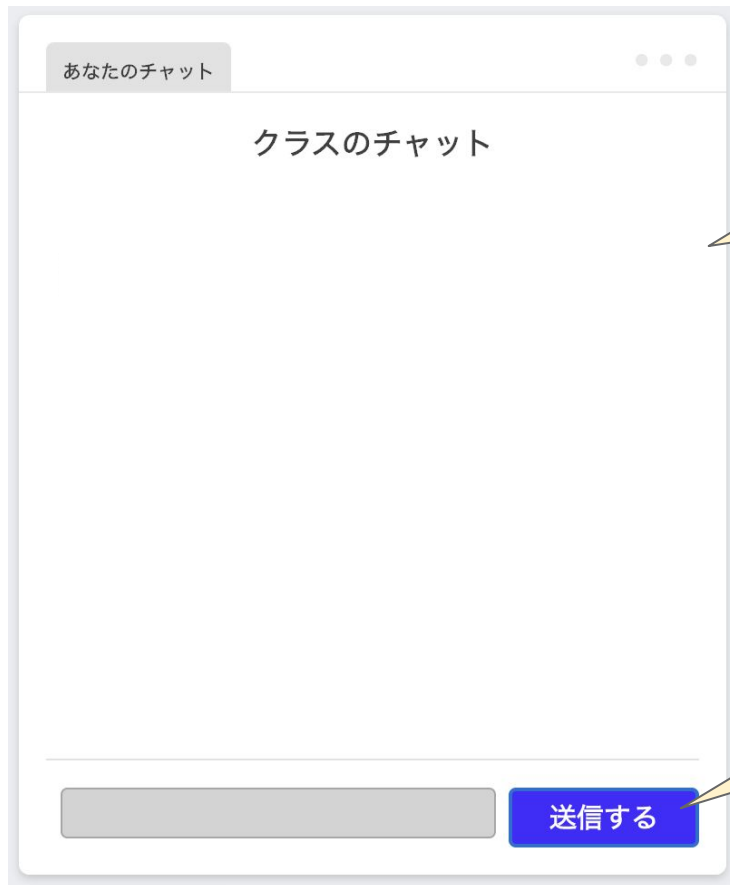 あなたのチャット
クラスのチャット
送信する